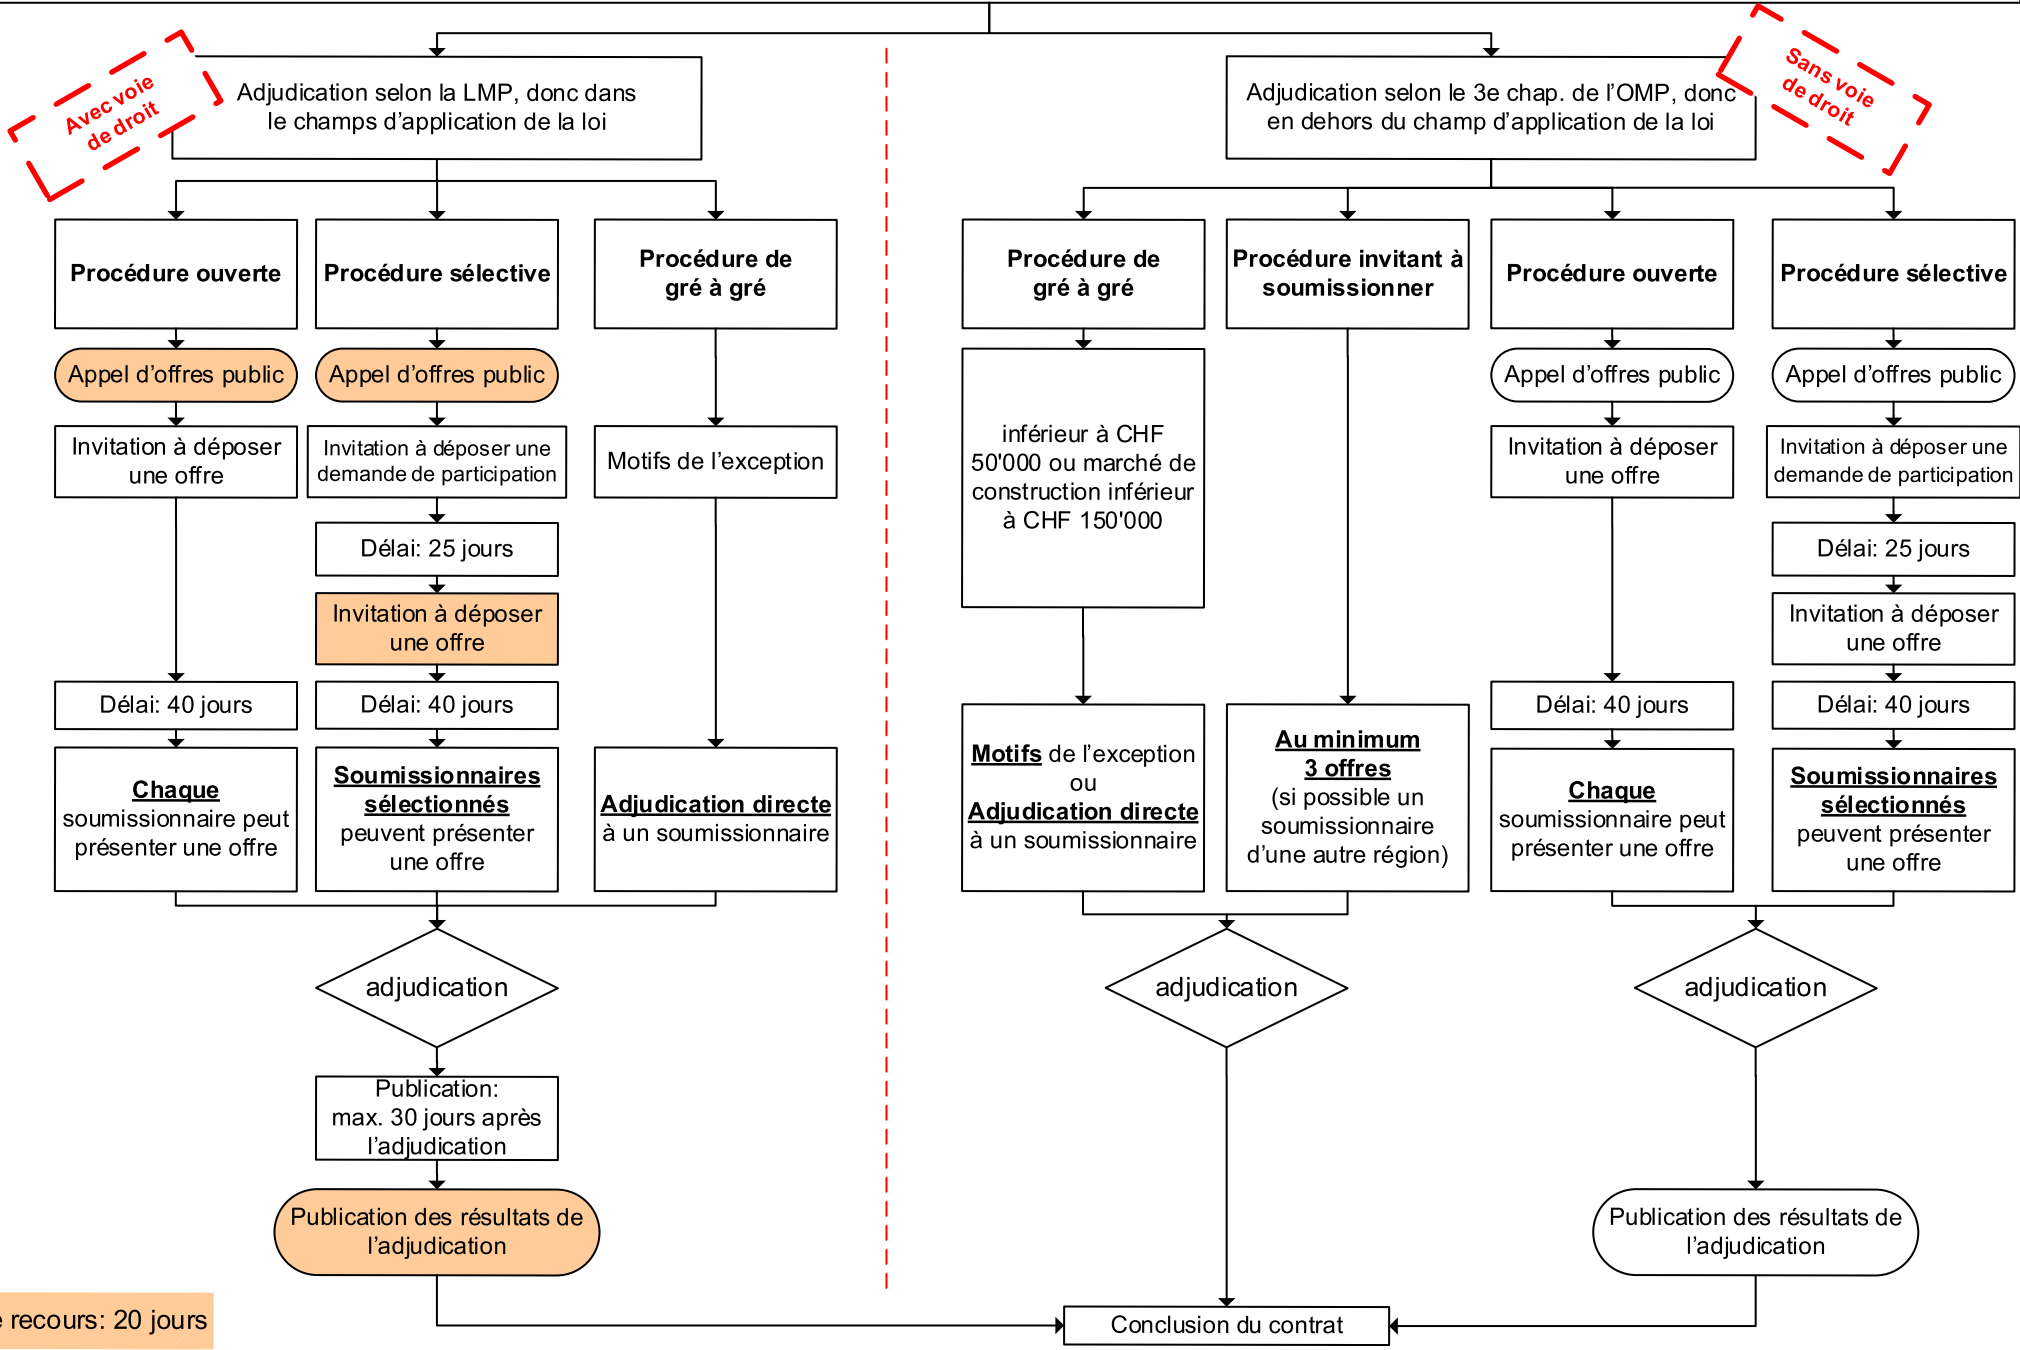 Avec voie
de droit
Adjudication selon la LMP, donc dans
le champs d'application de la loi
Adjudication selon le 3e chap. de l'OMP, donc
en dehors du champ d'application de la loi
Sans voie
de droit
Procédure ouverte
Appel d'offres public
Invitation à déposer
une offre
Délai: 40 jours
Chaque
soumissionnaire peut
présenter une offre
Procédure sélective
Appel d'offres public
Invitation à déposer une
demande de participation
Délai: 25 jours
Invitation à déposer
une offre
Délai: 40 jours
Soumissionnaires
sélectionnés
peuvent présenter
une offre
Procédure de
gré à gré
Motifs de l'exception
Adjudication directe
à un soumissionnaire
adjudication
Publication:
max. 30 jours après
l'adjudication
Publication des résultats de
l'adjudication
Procédure de
gré à gré
inférieur à CHF
50'000 ou marché de
construction inférieur
à CHF 150'000
Motifs de l'exception
ou
Adjudication directe
à un soumissionnaire
Procédure invitant à
soumissionner
Au minimum
3 offres
(si possible un
soumissionnaire
d'une autre région)
adjudication
Procédure ouverte
Appel d'offres public
Invitation à déposer
une offre
Délai: 40 jours
Chaque
soumissionnaire peut
présenter une offre
Procédure sélective
Appel d'offres public
Invitation à déposer une
demande de participation
Délai: 25 jours
Invitation à déposer
une offre
Délai: 40 jours
Soumissionnaires
sélectionnés
peuvent présenter
une offre
adjudication
Publication des résultats de
l'adjudication
recours: 20 jours
Conclusion du contrat